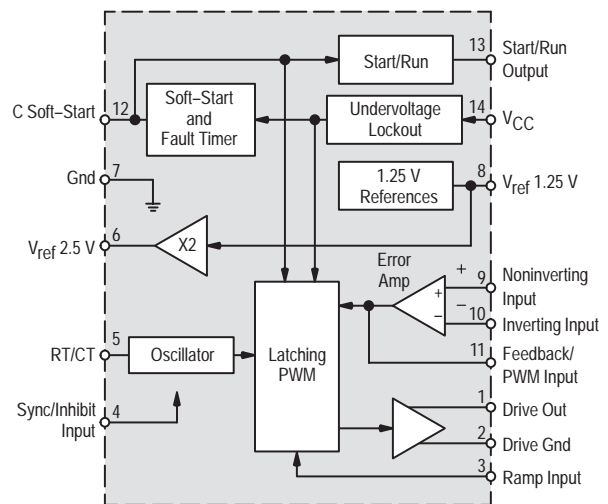 13
Start/Run
Output
Start/Run
C Soft–Start
12
Soft–Start
and
Fault Timer
Undervoltage
Lockout
14
VCC
7
Gnd
1.25 V
References
8
Vref 1.25 V
6
Vref 2.5 V
X2
Error
Amp
+
+
9
Noninverting
Input
–
–
10
Inverting Input
5
RT/CT
Oscillator
Latching
PWM
11
Feedback/
PWM Input
Sync/Inhibit
Input
4
1
Drive Out
2
Drive Gnd
3
Ramp Input